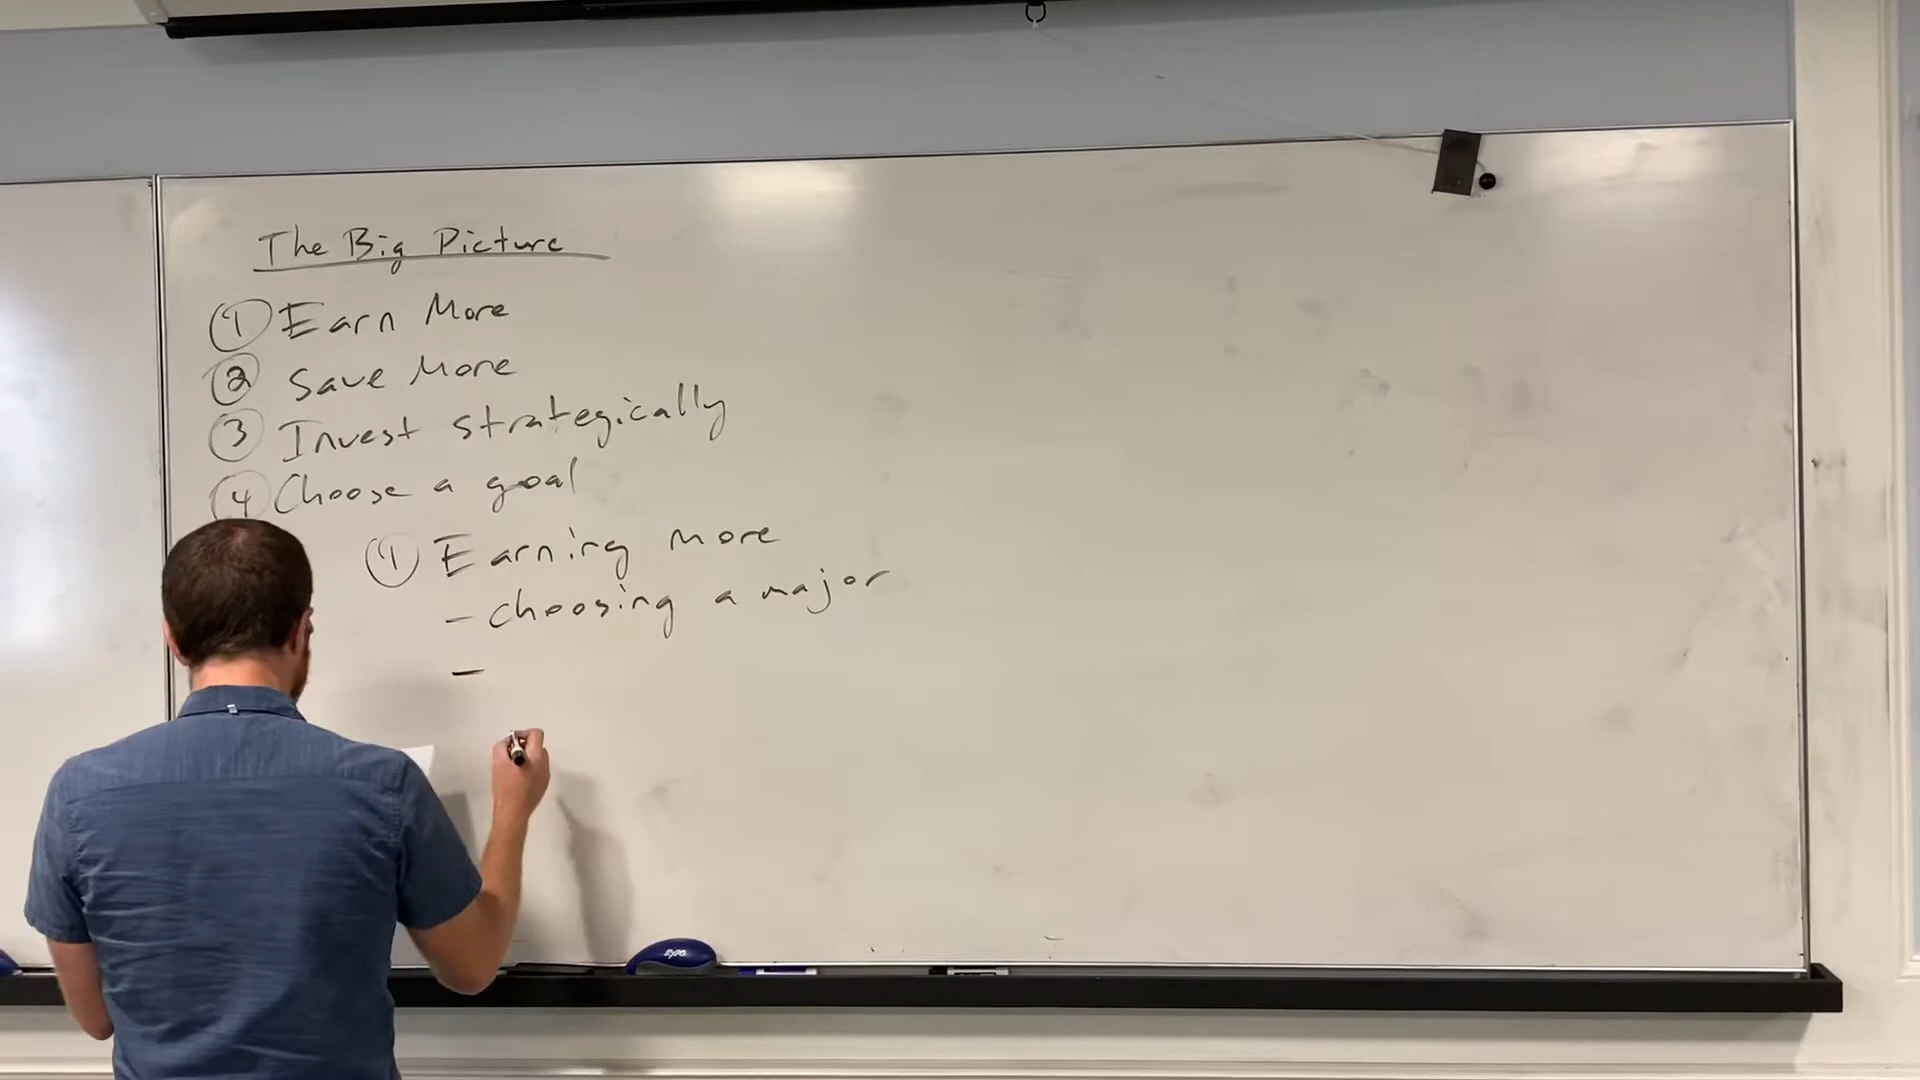 The Big Picture
① Earn More
② Save More
③ Invest strategically
④ Choose a goal
① Earning more
- choosing a major
-
EXPO